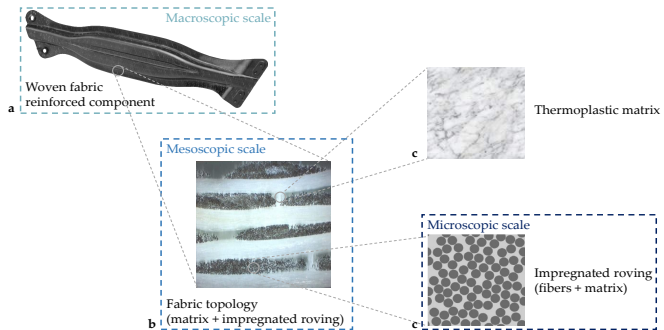 Macroscopic scale
Woven fabric
reinforced component
a
Thermoplastic matrix
c
Mesoscopic scale
Fabric topology
(matrix + impregnated roving)
b
Microscopic scale
Impregnated roving
(fibers + matrix)
c